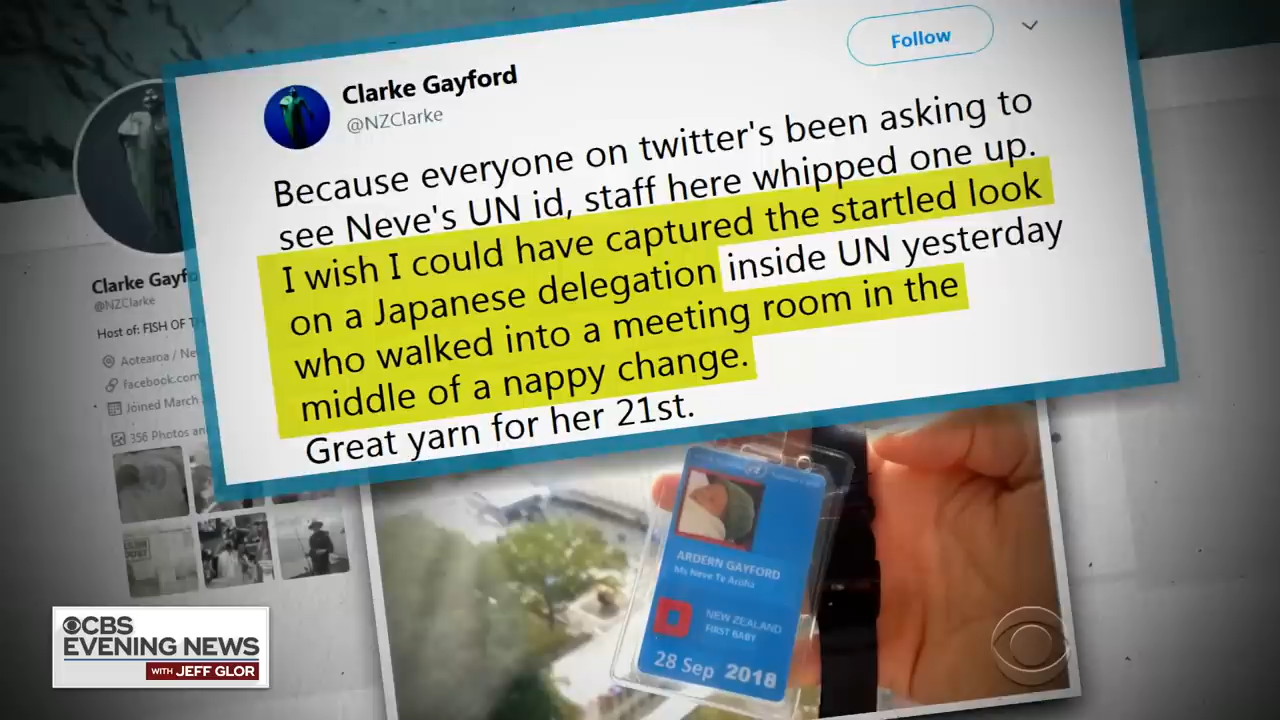 Clarke Gayford
@NZClarke
Follow
Because everyone on twitter's been asking to
see Neve's UN id, staff here whipped one up.
I wish I could have captured the startled look
on a Japanese delegation inside UN yesterday
who walked into a meeting room in the
middle of a nappy change.
Great yarn for her 21st.
Clarke Gayf
@NZClarke
Host of: FISH OF T
Aotearoa / Ne
facebook.com
Joined March
356 Photos an
ARDERN GAYFORD
Ms Neve Te Aroha
NEW ZEALAND
FIRST BABY
28 Sep 2018
CBS
EVENING NEWS
WITH JEFF GLOR